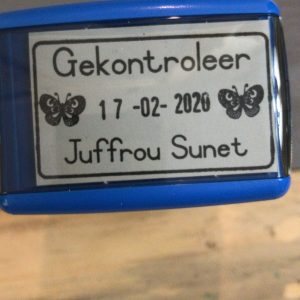 Gekontroleer
17 -02- 2020
Juffrou Sunet